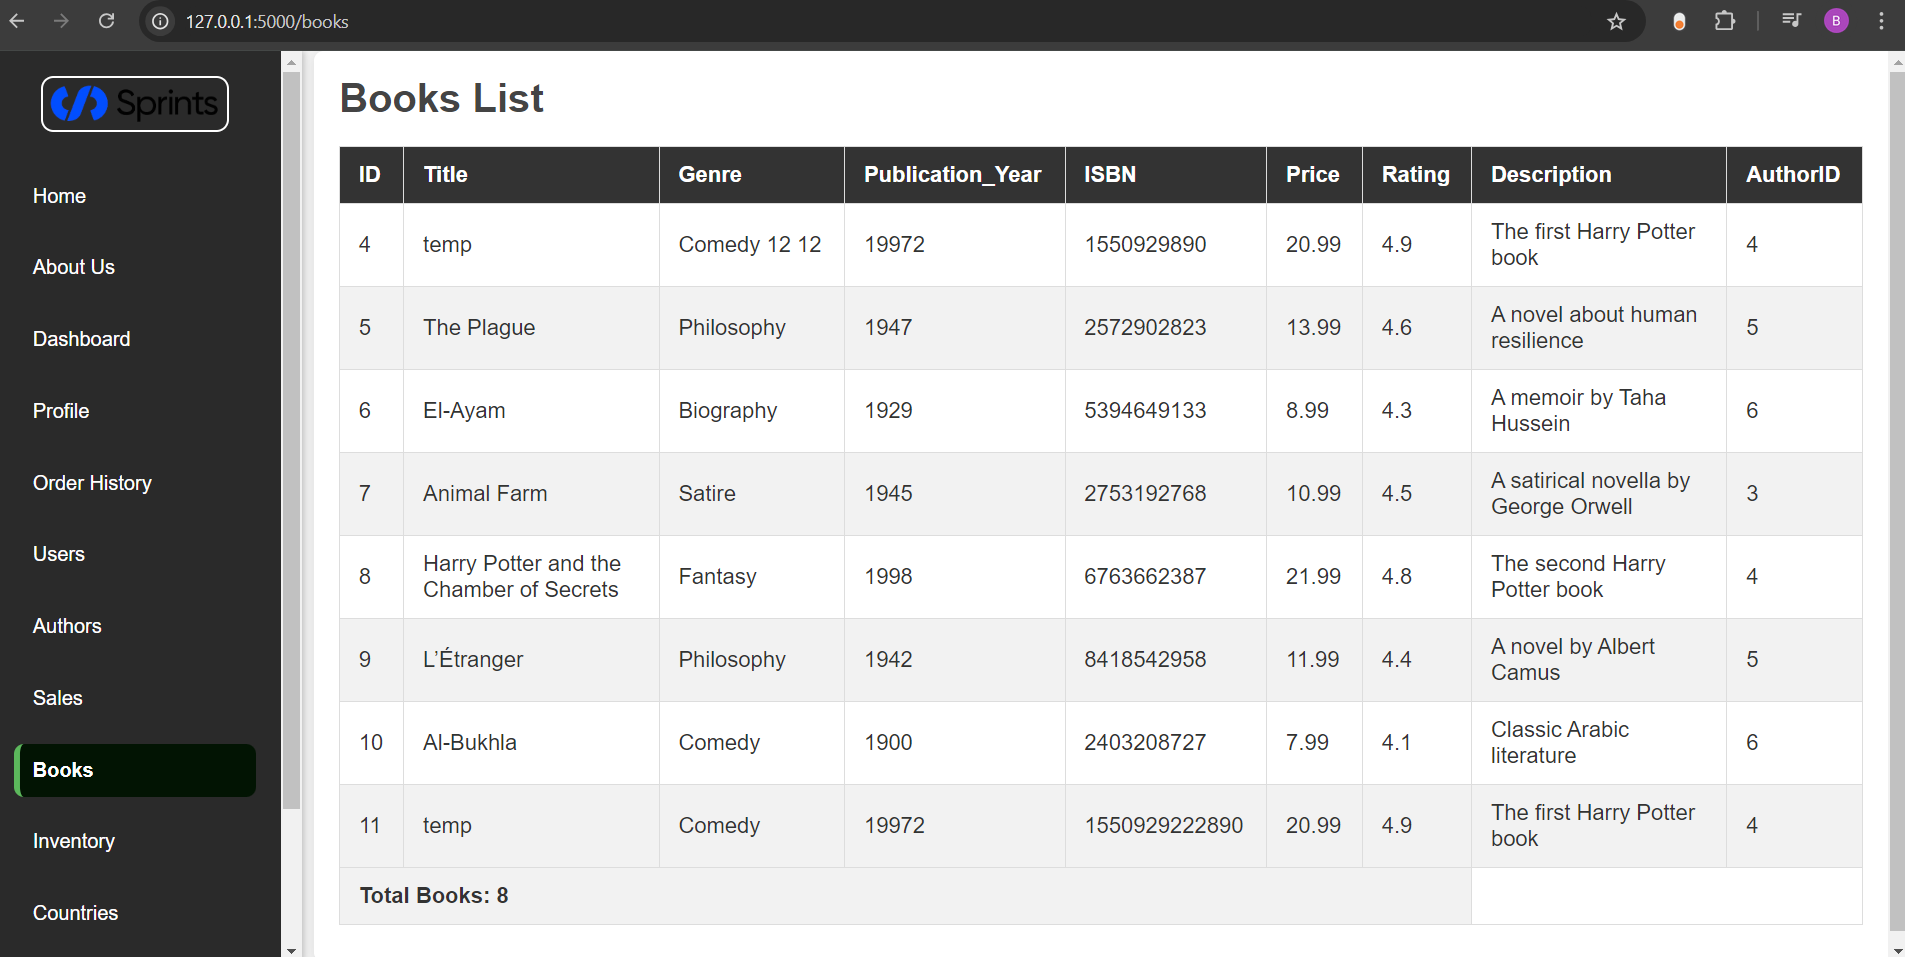 127.0.0.1:5000/books
B
Sprints
Home
About Us
Dashboard
Profile
Order History
Users
Authors
Sales
Books
Inventory
Countries
Books List
ID Title Genre Publication_Year ISBN Price Rating Description AuthorID
4 temp Comedy 12 12 19972 1550929890 20.99 4.9 The first Harry Potter
book 4
5 The Plague Philosophy 1947 2572902823 13.99 4.6 A novel about human
resilience 5
6 El-Ayam Biography 1929 5394649133 8.99 4.3 A memoir by Taha
Hussein 6
7 Animal Farm Satire 1945 2753192768 10.99 4.5 A satirical novella by
George Orwell 3
8 Harry Potter and the
Chamber of Secrets Fantasy 1998 6763662387 21.99 4.8 The second Harry
Potter book 4
9 L’Étranger Philosophy 1942 8418542958 11.99 4.4 A novel by Albert
Camus 5
10 Al-Bukhla Comedy 1900 2403208727 7.99 4.1 Classic Arabic
literature 6
11 temp Comedy 19972 1550929222890 20.99 4.9 The first Harry Potter
book 4
Total Books: 8